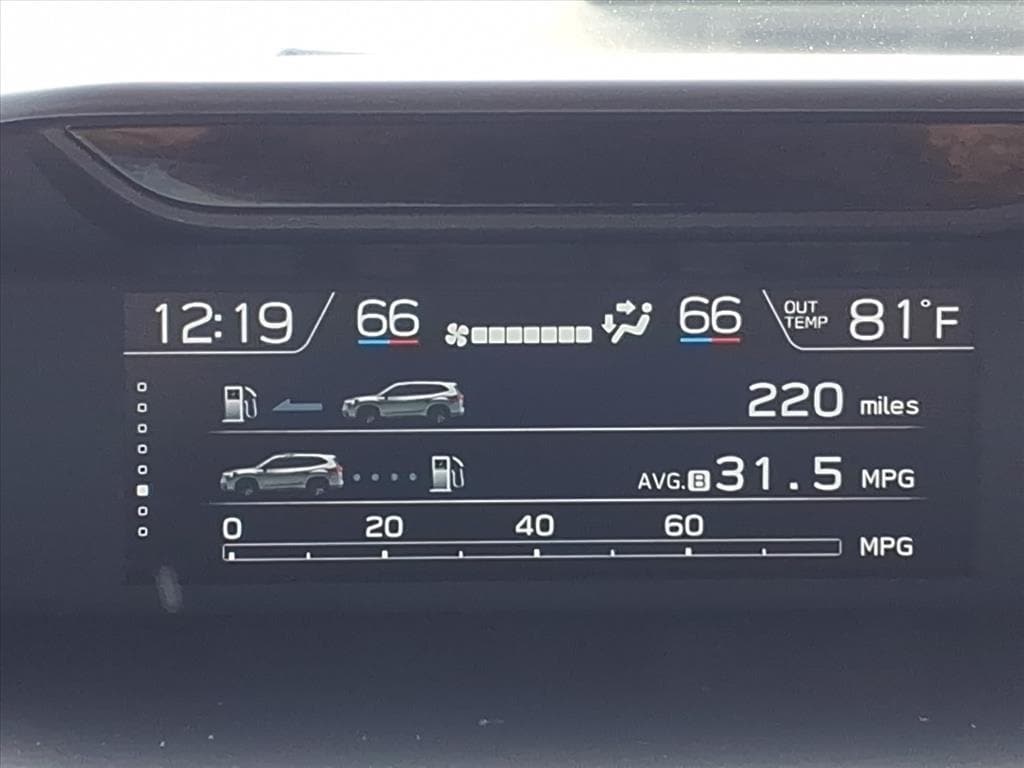 12:19 66 66 OUT TEMP 81°F
220 miles
AVG. B 31.5 MPG
0 20 40 60
MPG